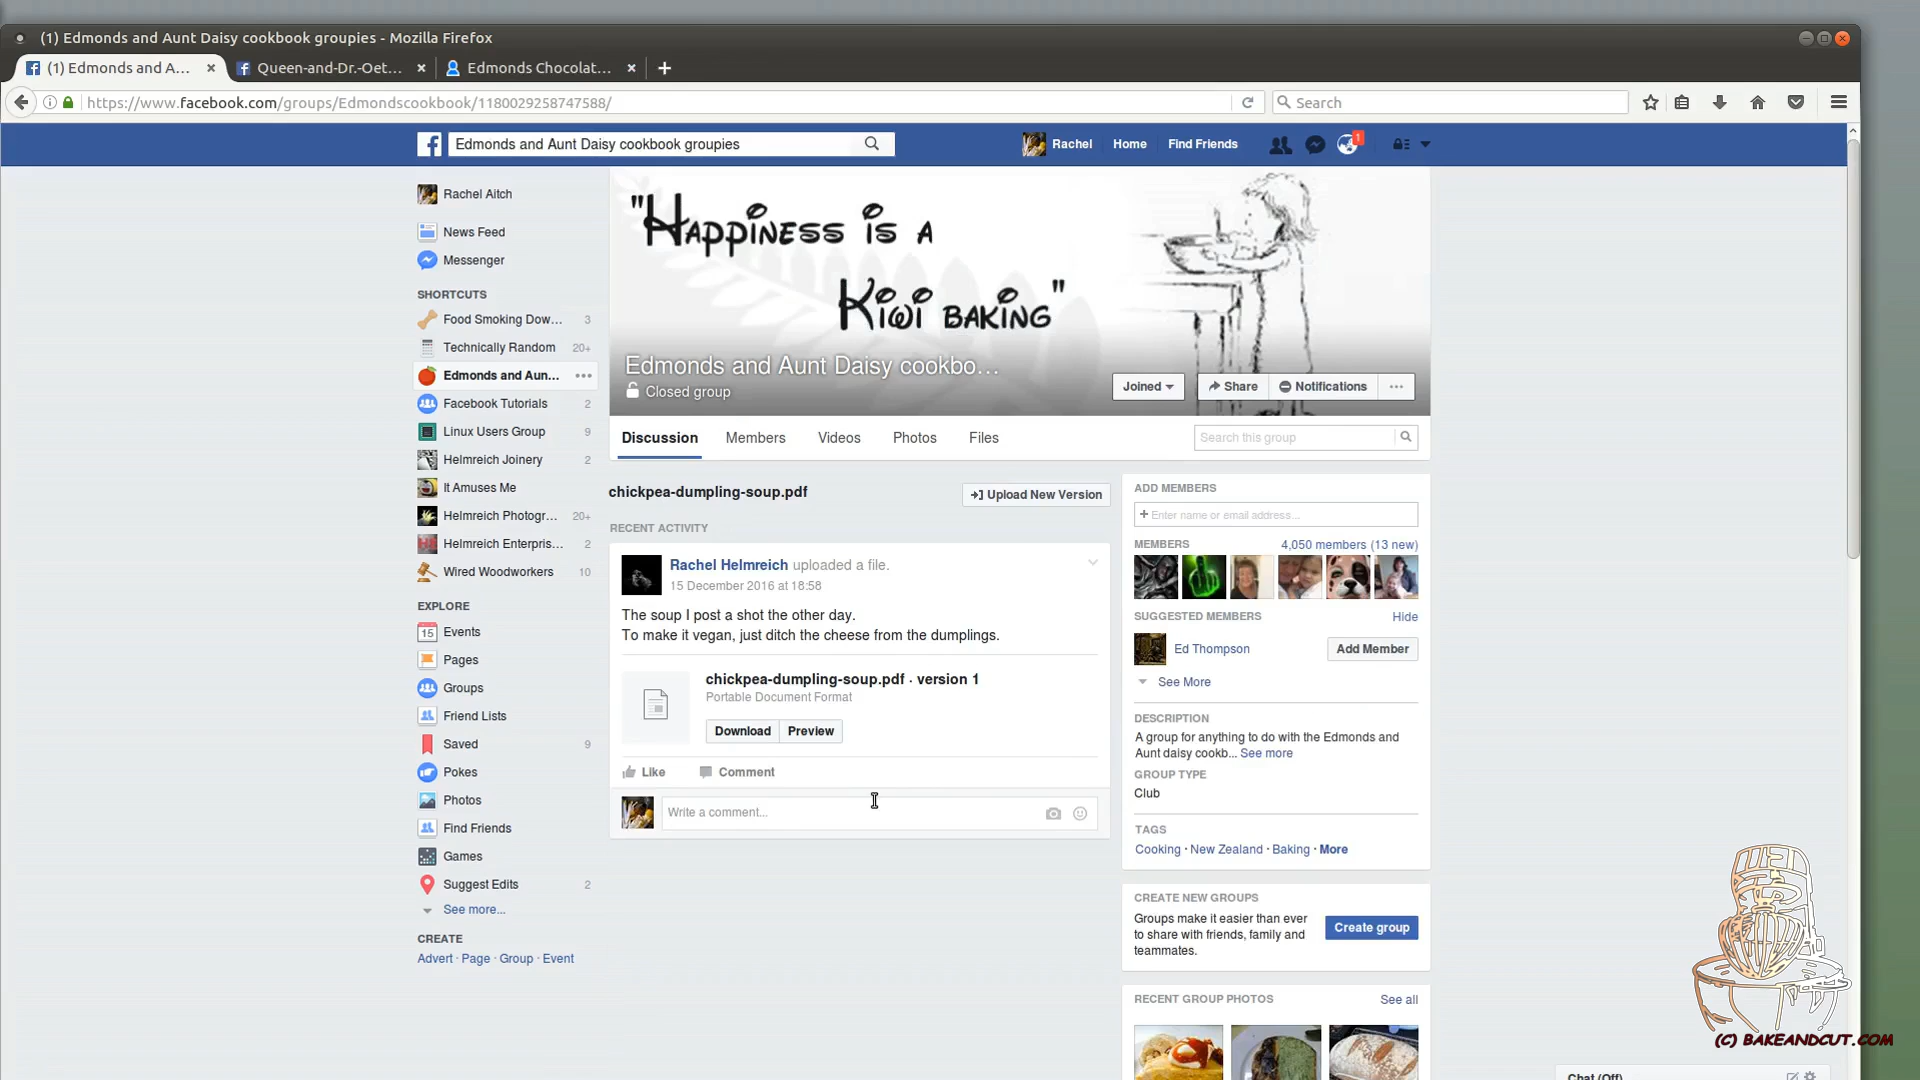 (1) Edmonds and Aunt Daisy cookbook groupies - Mozilla Firefox
(1) Edmonds and A...
Queen-and-Dr.-Oet...
Edmonds Chocolat...
https://www.facebook.com/groups/Edmondscookbook/1180029258747588/
Search
Edmonds and Aunt Daisy cookbook groupies
Rachel
Home
Find Friends
1
Rachel Aitch
News Feed
Messenger
SHORTCUTS
Food Smoking Dow... 3
Technically Random 20+
Edmonds and Aun...
Facebook Tutorials 2
Linux Users Group 9
Helmreich Joinery 2
It Amuses Me
Helmreich Photogr... 20+
Helmreich Enterpris... 2
Wired Woodworkers 10
EXPLORE
15 Events
Pages
Groups
Friend Lists
Saved 9
Pokes
Photos
Find Friends
Games
Suggest Edits 2
See more...
CREATE
Advert · Page · Group · Event
"Happiness is a
Kiwi baking"
Edmonds and Aunt Daisy cookbo...
Closed group
Joined
Share
Notifications
Discussion
Members
Videos
Photos
Files
Search this group
chickpea-dumpling-soup.pdf
Upload New Version
RECENT ACTIVITY
Rachel Helmreich uploaded a file.
15 December 2016 at 18:58
The soup I post a shot the other day.
To make it vegan, just ditch the cheese from the dumplings.
chickpea-dumpling-soup.pdf · version 1
Portable Document Format
Download
Preview
Like
Comment
Write a comment...
ADD MEMBERS
+ Enter name or email address...
MEMBERS
4,050 members (13 new)
SUGGESTED MEMBERS
Hide
Ed Thompson
Add Member
See More
DESCRIPTION
A group for anything to do with the Edmonds and
Aunt daisy cookb... See more
GROUP TYPE
Club
TAGS
Cooking · New Zealand · Baking · More
CREATE NEW GROUPS
Groups make it easier than ever
to share with friends, family and
teammates.
Create group
RECENT GROUP PHOTOS
See all
Chat (Off)
(C) BAKEANDCUT.COM